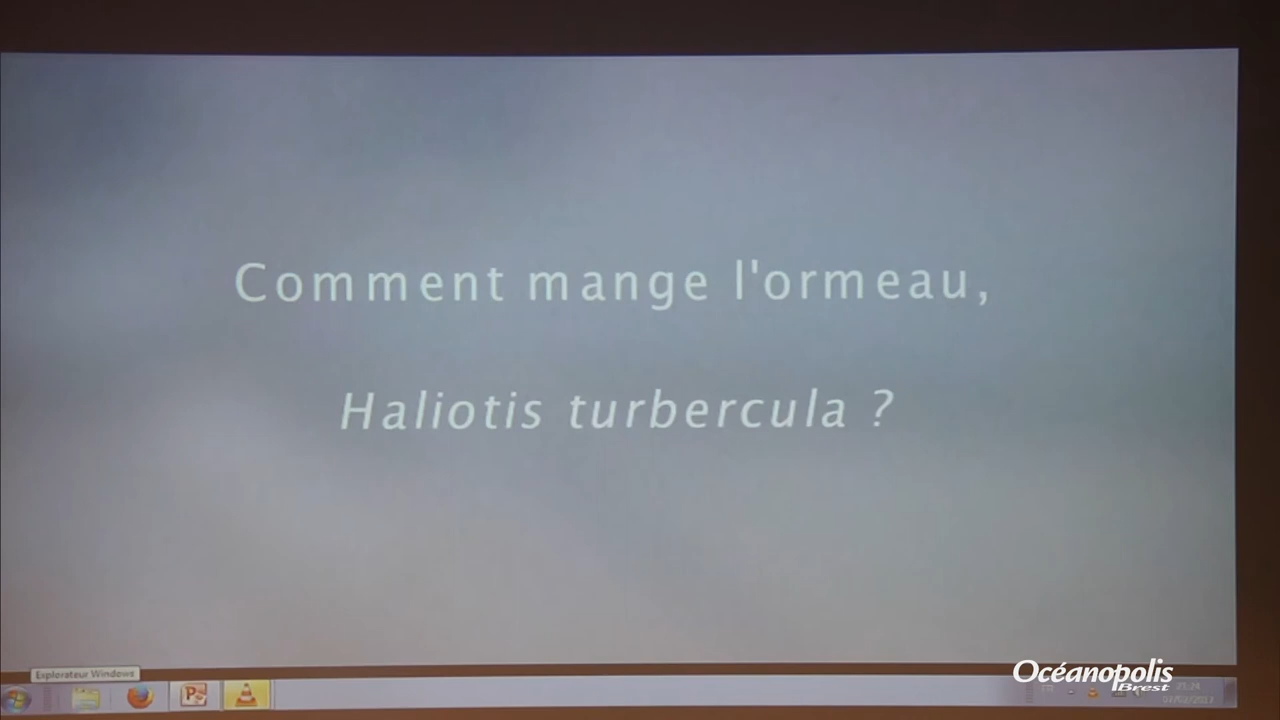 Comment mange l'ormeau,
Haliotis turbercula ?
Explorateur Windows
Océanopolis
Brest